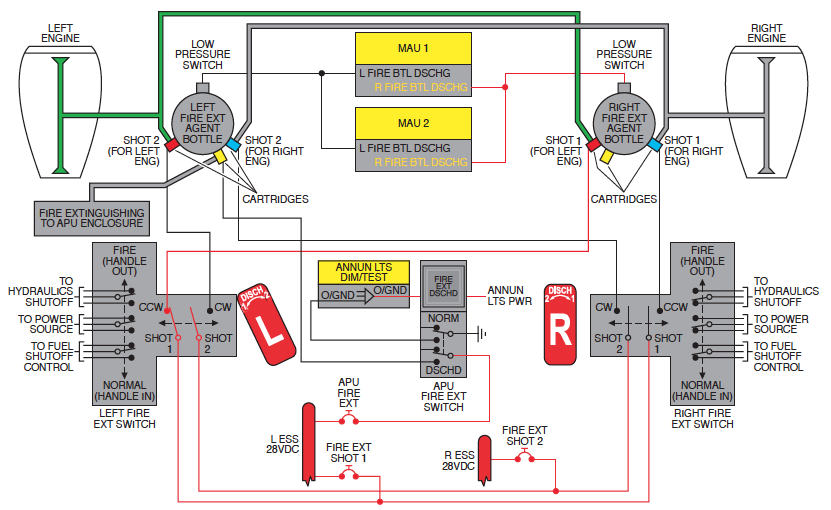 LEFT
ENGINE
RIGHT
ENGINE
LOW
PRESSURE
SWITCH
MAU 1
L FIRE BTL DSCHG
R FIRE BTL DSCHG
LOW
PRESSURE
SWITCH
LEFT
FIRE EXT
AGENT
BOTTLE
MAU 2
L FIRE BTL DSCHG
R FIRE BTL DSCHG
RIGHT
FIRE EXT
AGENT
BOTTLE
SHOT 2
(FOR LEFT
ENG)
SHOT 2
(FOR RIGHT
ENG)
SHOT 1
(FOR LEFT
ENG)
SHOT 1
(FOR RIGHT
ENG)
CARTRIDGES
CARTRIDGES
FIRE EXTINGUISHING
TO APU ENCLOSURE
FIRE
(HANDLE
OUT)
TO
HYDRAULICS
SHUTOFF
TO POWER
SOURCE
TO FUEL
SHUTOFF
CONTROL
CCW
CW
SHOT
1
SHOT
2
NORMAL
(HANDLE IN)
LEFT FIRE
EXT SWITCH
DISCH
1 2
L
ANNUN LTS
DIM/TEST
O/GND
O/GND
FIRE
EXT
DSCHD
ANNUN
LTS PWR
NORM
DSCHD
APU
FIRE EXT
SWITCH
DISCH
2 1
R
FIRE
(HANDLE
OUT)
CW
CCW
SHOT
2
SHOT
1
TO
HYDRAULICS
SHUTOFF
TO POWER
SOURCE
TO FUEL
SHUTOFF
CONTROL
NORMAL
(HANDLE IN)
RIGHT FIRE
EXT SWITCH
APU
FIRE
EXT
L ESS
28VDC
FIRE EXT
SHOT 1
R ESS
28VDC
FIRE EXT
SHOT 2